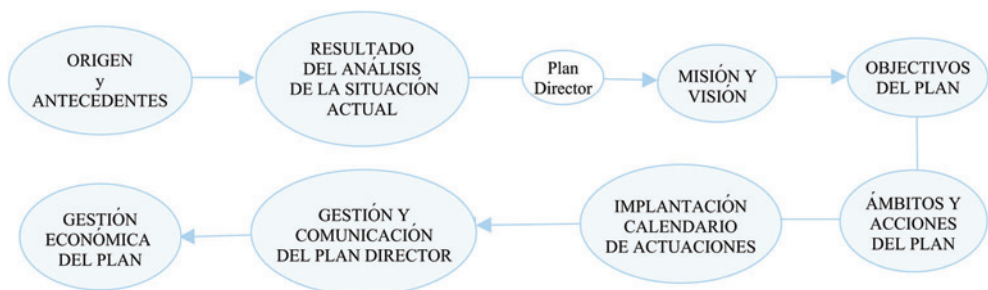 ORIGEN
y
ANTECEDENTES
RESULTADO
DEL ANÁLISIS
DE LA SITUACIÓN
ACTUAL
Plan
Director
MISIÓN Y
VISIÓN
OBJECTIVOS
DEL PLAN
ÁMBITOS Y
ACCIONES
DEL PLAN
IMPLANTACIÓN
CALENDARIO
DE ACTUACIONES
GESTIÓN Y
COMUNICACIÓN
DEL PLAN DIRECTOR
GESTIÓN
ECONÓMICA
DEL PLAN